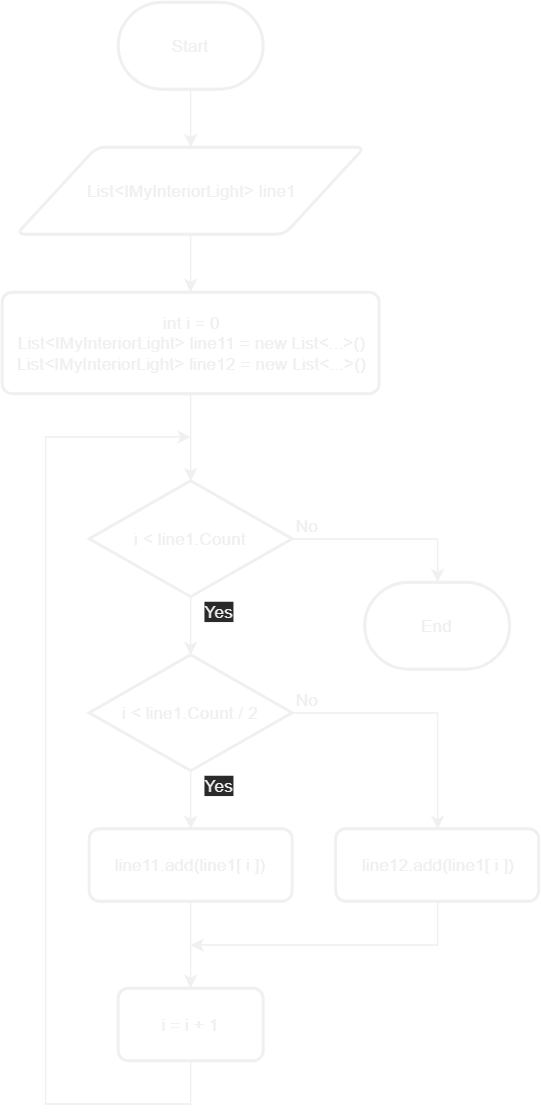 Start
List<IMyInteriorLight> line1
int i = 0
List<IMyInteriorLight> line11 = new List<...>()
List<IMyInteriorLight> line12 = new List<...>()
i < line1.Count
No
End
Yes
i < line1.Count / 2
No
Yes
line11.add(line1[ i ])
line12.add(line1[ i ])
i = i + 1